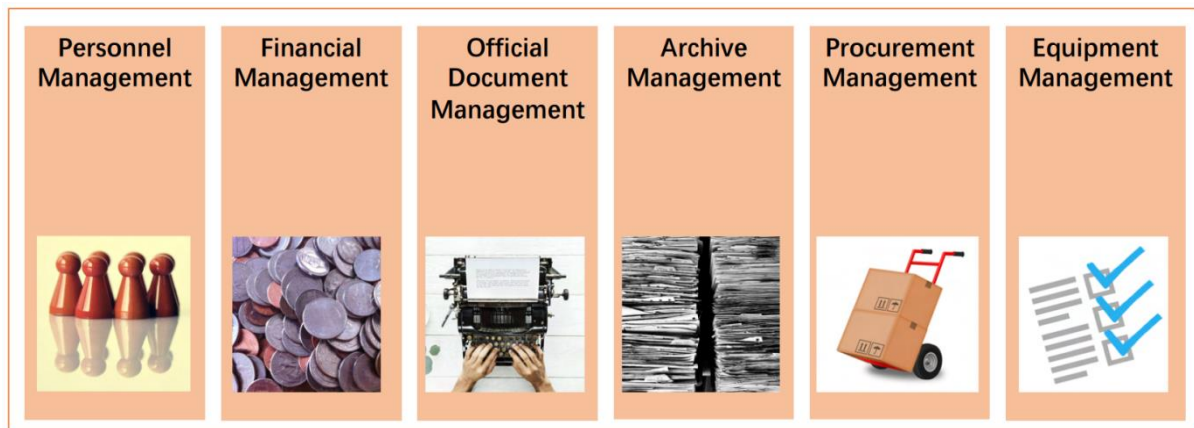 Personnel
Management
Financial
Management
Official
Document
Management
Archive
Management
Procurement
Management
Equipment
Management